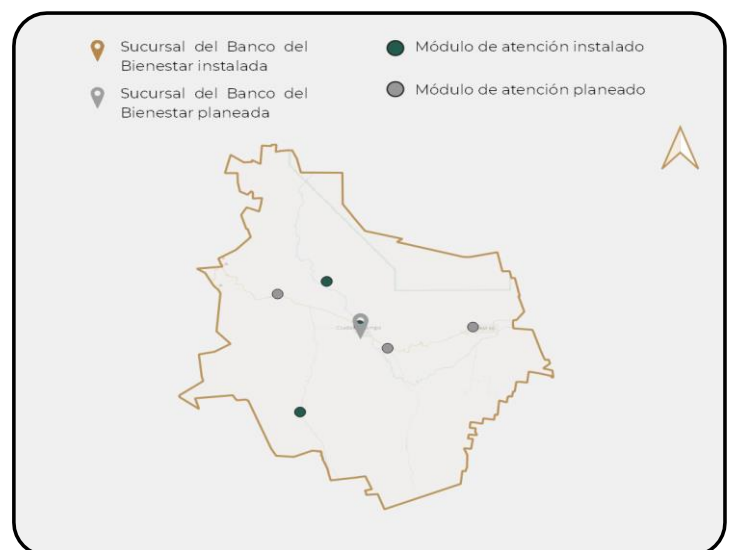 Sucursal del Banco del
Bienestar instalada
Sucursal del Banco del
Bienestar planeada
Módulo de atención instalado
Módulo de atención planeado